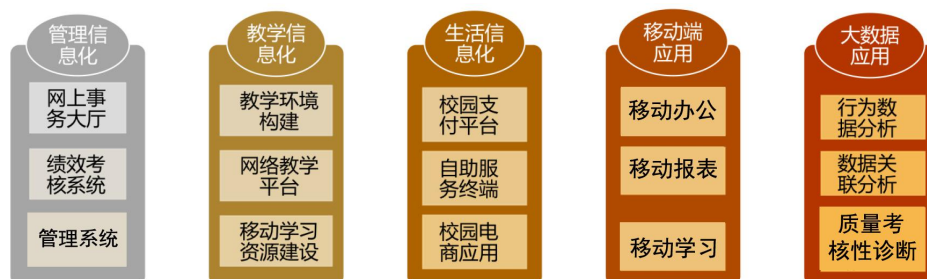 管理信
息化
网上事
务大厅
绩效考
核系统
管理系统
教学信
息化
教学环境
构建
网络教学
平台
移动学习
资源建设
生活信
息化
校园支
付平台
自助服
务终端
校园电
商应用
移动端
应用
移动办公
移动报表
移动学习
大数据
应用
行为数
据分析
数据关
联分析
质量考
核性诊断